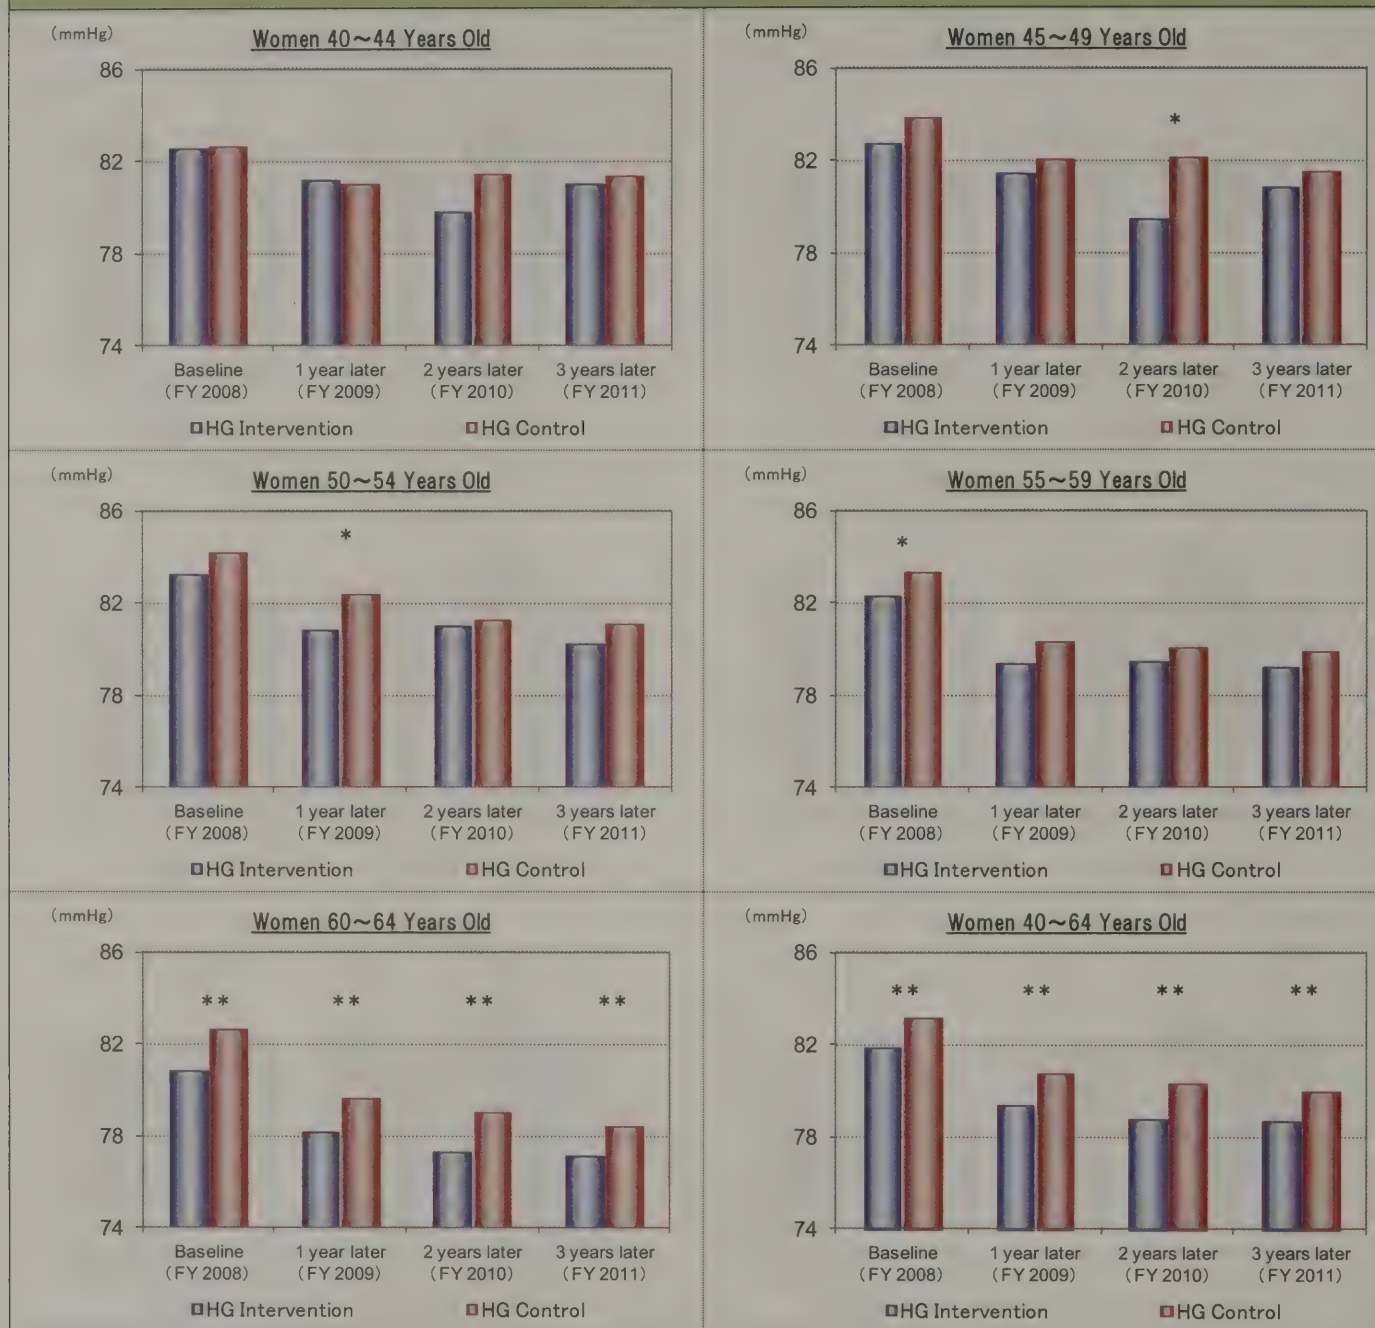 (mmHg)
Women 40～44 Years Old
86
82
*
78
74
Baseline 1 year later 2 years later 3 years later
(FY 2008) (FY 2009) (FY 2010) (FY 2011)
HG Intervention HG Control
(mmHg)
Women 45～49 Years Old
86
82
78
74
Baseline 1 year later 2 years later 3 years later
(FY 2008) (FY 2009) (FY 2010) (FY 2011)
HG Intervention HG Control
(mmHg)
Women 50～54 Years Old
86
*
82
78
74
Baseline 1 year later 2 years later 3 years later
(FY 2008) (FY 2009) (FY 2010) (FY 2011)
HG Intervention HG Control
(mmHg)
Women 55～59 Years Old
86
*
82
78
74
Baseline 1 year later 2 years later 3 years later
(FY 2008) (FY 2009) (FY 2010) (FY 2011)
HG Intervention HG Control
(mmHg)
Women 60～64 Years Old
86
** ** ** **
82
78
74
Baseline 1 year later 2 years later 3 years later
(FY 2008) (FY 2009) (FY 2010) (FY 2011)
HG Intervention HG Control
(mmHg)
Women 40～64 Years Old
86
** ** ** **
82
78
74
Baseline 1 year later 2 years later 3 years later
(FY 2008) (FY 2009) (FY 2010) (FY 2011)
HG Intervention HG Control